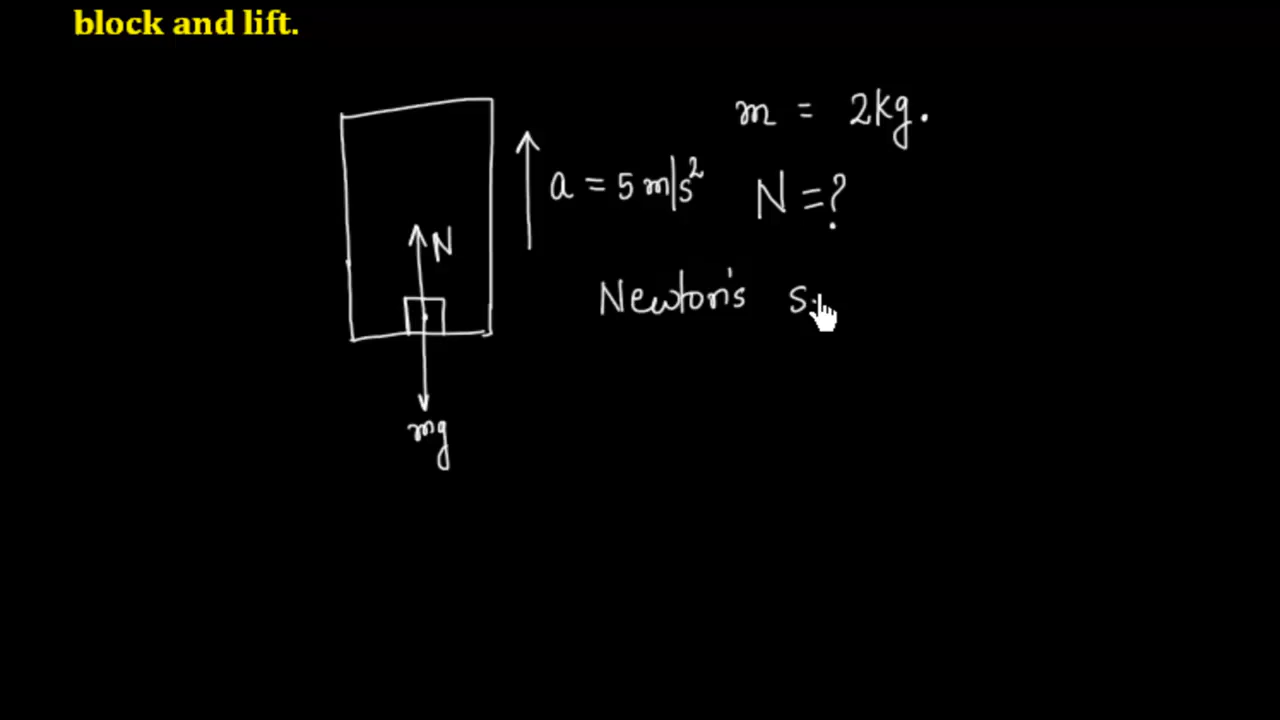 block and lift.
m = 2kg.
a = 5 m/s²
N = ?
N
Newton's s
mg